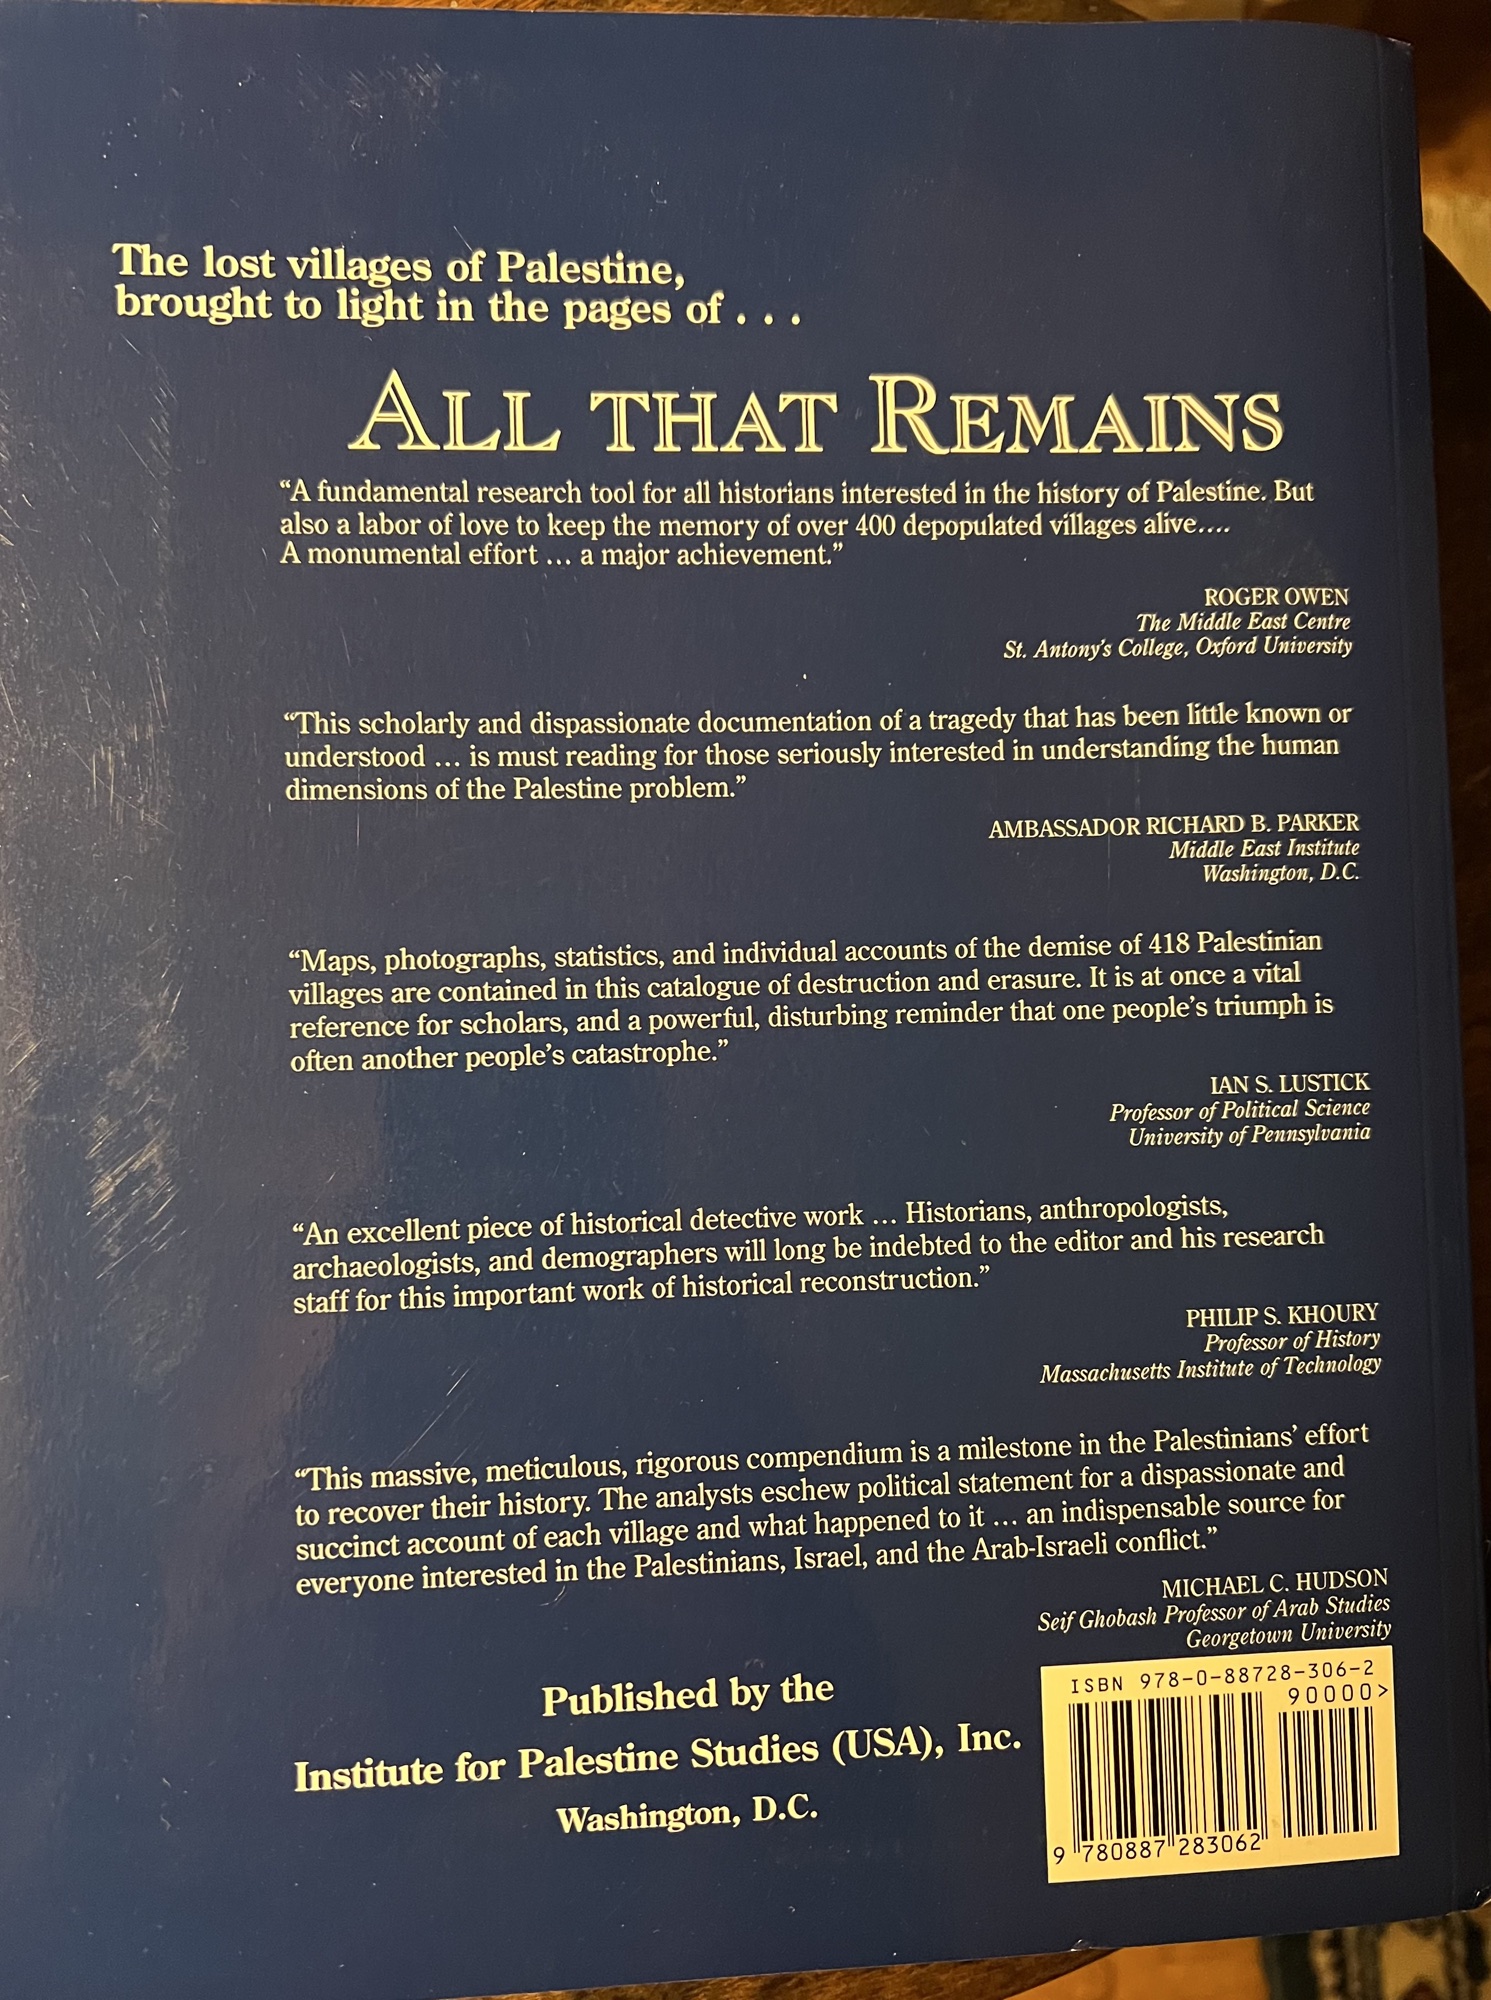 The lost villages of Palestine,
brought to light in the pages of . . .
ALL THAT REMAINS
“A fundamental research tool for all historians interested in the history of Palestine. But
also a labor of love to keep the memory of over 400 depopulated villages alive....
A monumental effort ... a major achievement.”
ROGER OWEN
The Middle East Centre
St. Antony's College, Oxford University
“This scholarly and dispassionate documentation of a tragedy that has been little known or
understood ... is must reading for those seriously interested in understanding the human
dimensions of the Palestine problem.”
AMBASSADOR RICHARD B. PARKER
Middle East Institute
Washington, D.C.
“Maps, photographs, statistics, and individual accounts of the demise of 418 Palestinian
villages are contained in this catalogue of destruction and erasure. It is at once a vital
reference for scholars, and a powerful, disturbing reminder that one people’s triumph is
often another people’s catastrophe.”
IAN S. LUSTICK
Professor of Political Science
University of Pennsylvania
“An excellent piece of historical detective work ... Historians, anthropologists,
archaeologists, and demographers will long be indebted to the editor and his research
staff for this important work of historical reconstruction.”
PHILIP S. KHOURY
Professor of History
Massachusetts Institute of Technology
“This massive, meticulous, rigorous compendium is a milestone in the Palestinians’ effort
to recover their history. The analysts eschew political statement for a dispassionate and
succinct account of each village and what happened to it ... an indispensable source for
everyone interested in the Palestinians, Israel, and the Arab-Israeli conflict.”
MICHAEL C. HUDSON
Seif Ghobash Professor of Arab Studies
Georgetown University
Published by the
Institute for Palestine Studies (USA), Inc.
Washington, D.C.
ISBN 978-0-88728-306-2
90000>
9 780887 283062